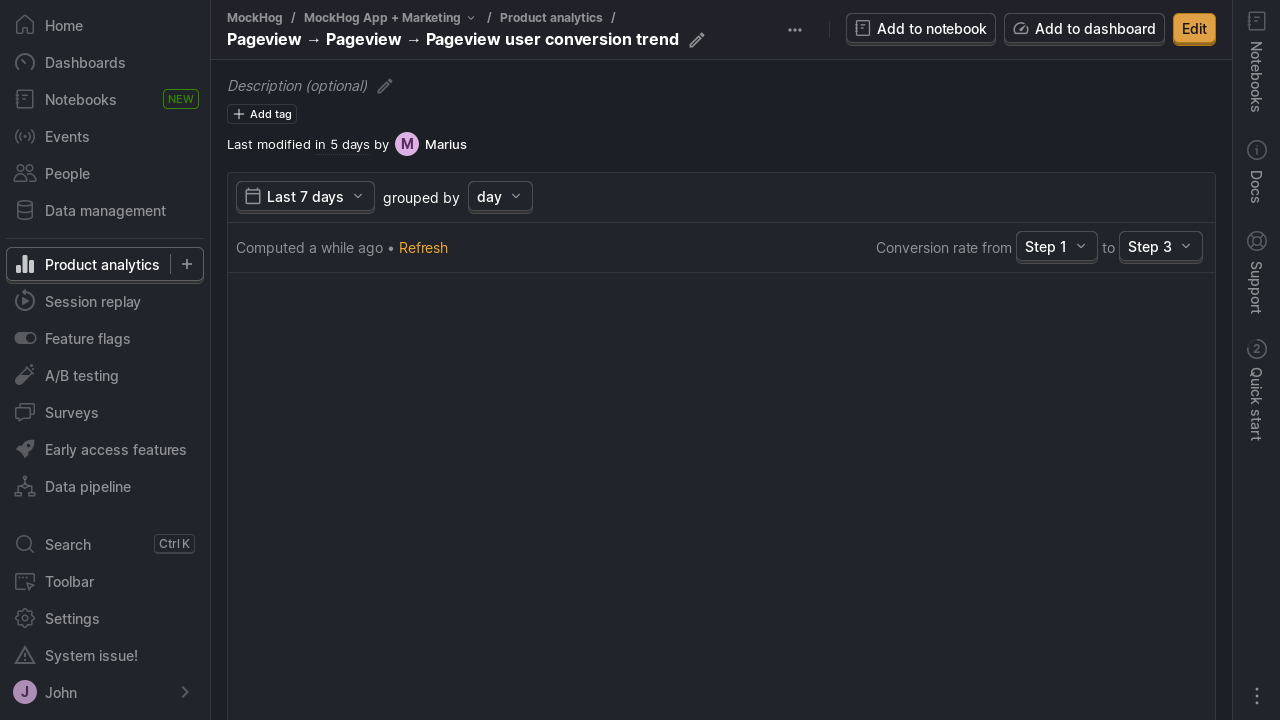 Home
Dashboards
Notebooks NEW
Events
People
Data management
Product analytics
Session replay
Feature flags
A/B testing
Surveys
Early access features
Data pipeline
Search Ctrl K
Toolbar
Settings
System issue!
J John
MockHog / MockHog App + Marketing / Product analytics /
Pageview → Pageview → Pageview user conversion trend
Add to notebook
Add to dashboard
Edit
Description (optional)
Add tag
Last modified in 5 days by M Marius
Last 7 days grouped by day
Computed a while ago • Refresh
Conversion rate from Step 1 to Step 3
Notebooks
Docs
Support
2 Quick start